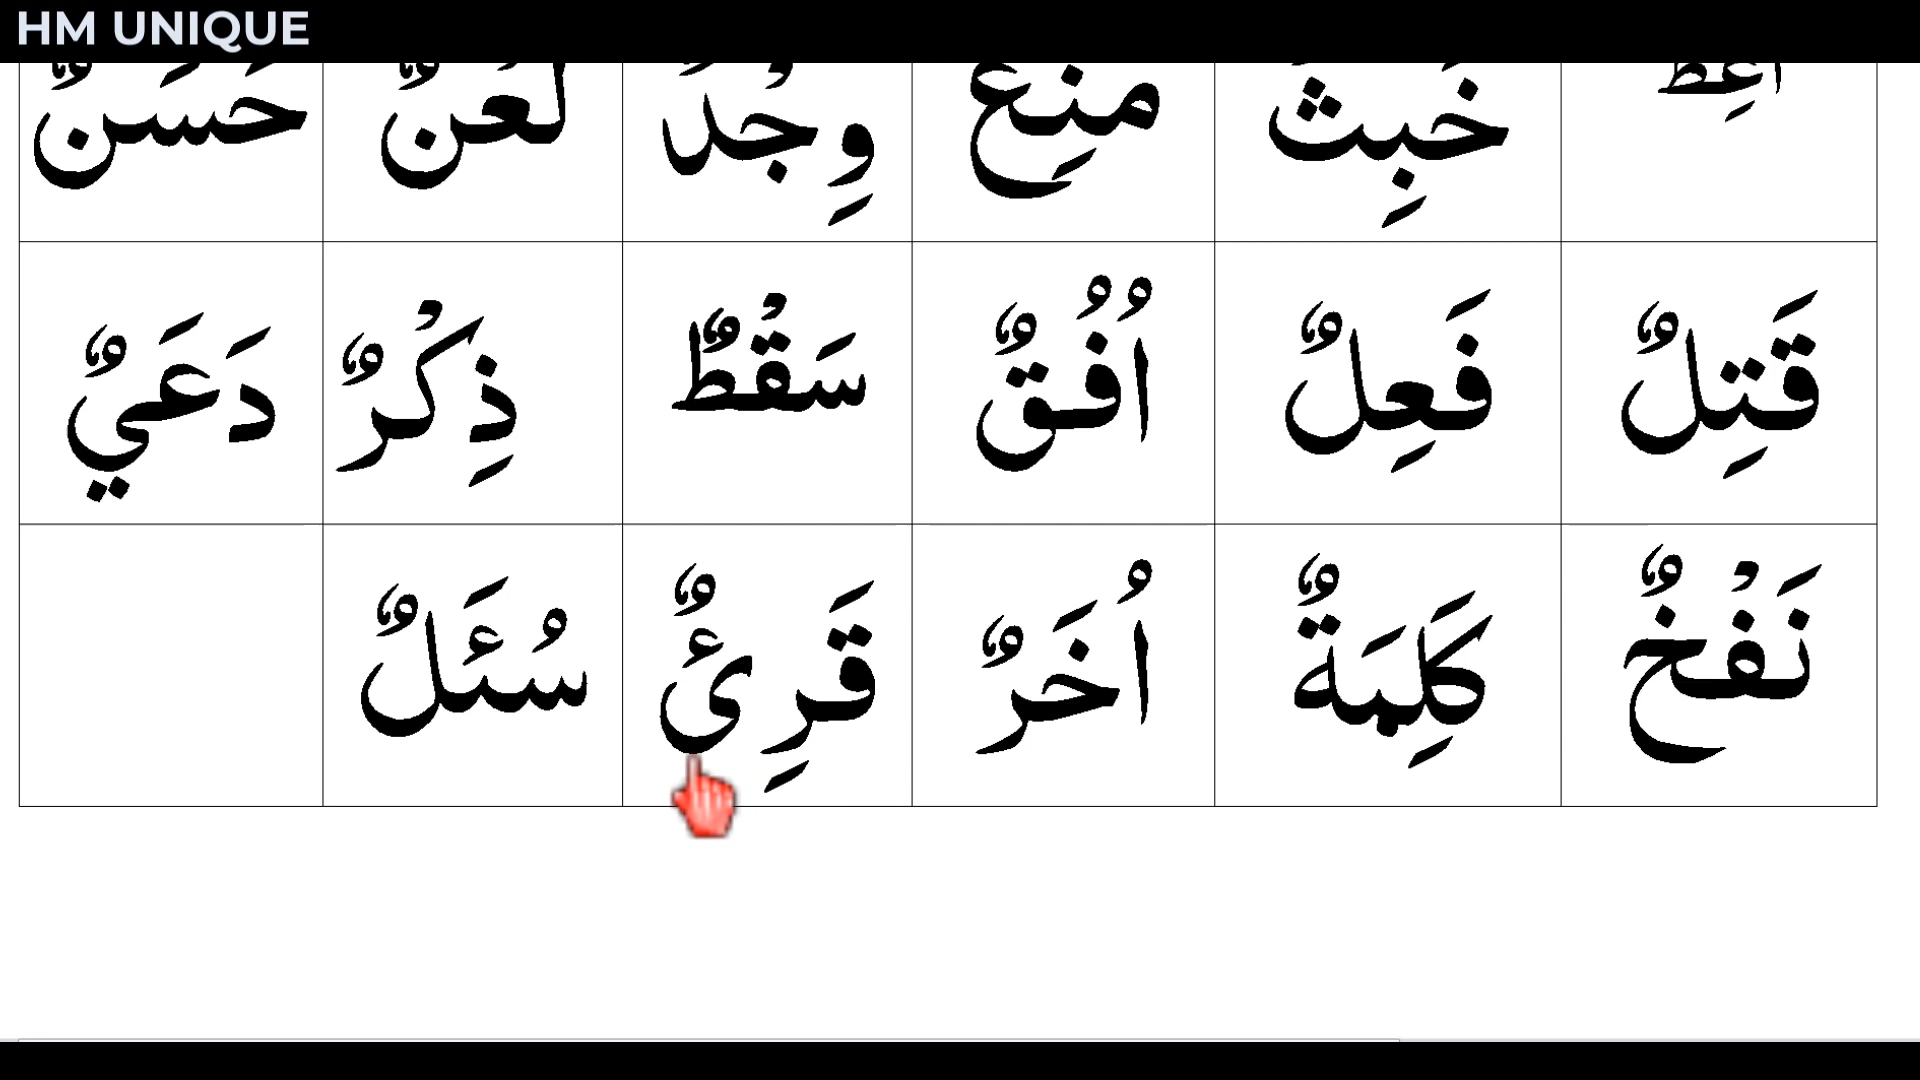 HM UNIQUE
خَبِثٌ مَنِعٌ لَعَنٌ حَسَنٌ
قَتِلٌ فَعِلٌ اُفُقٌ سَقْطٌ ذِكْرٌ دَعَيٌ
نَفْخٌ كَلِمَةٌ اُخَرٌ قَرِئٌ سُئَلٌ